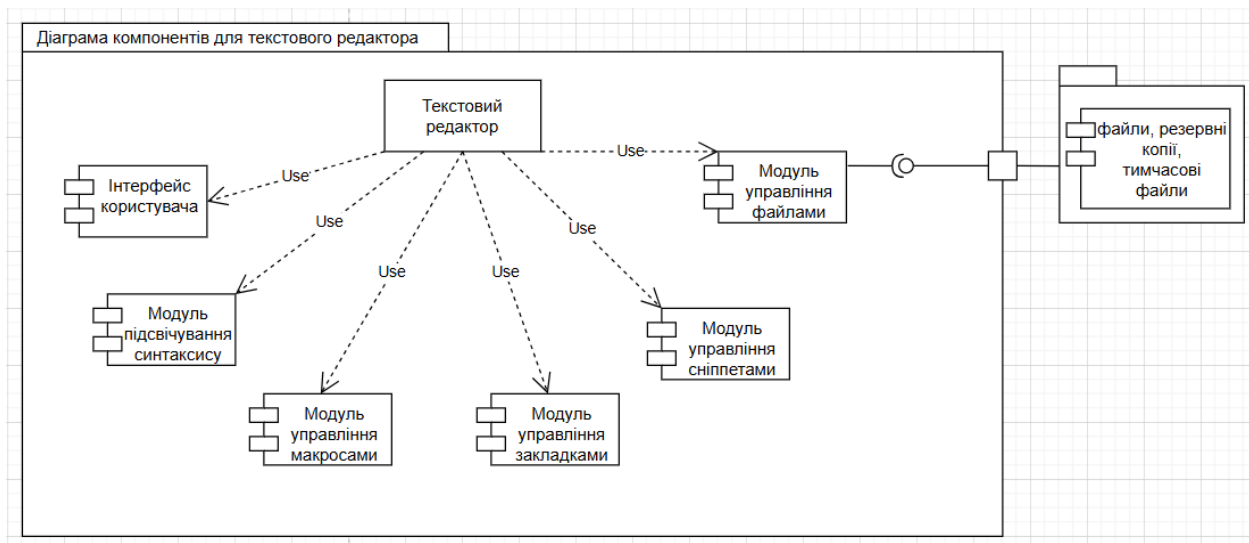 Діаграма компонентів для текстового редактора
Текстовий
редактор
Use
Модуль
управління
файлами
файли, резервні
копії,
тимчасові
файли
Інтерфейс
користувача
Use
Use
Use
Use
Use
Модуль
підсвічування
синтаксису
Модуль
управління
сніппетами
Модуль
управління
макросами
Модуль
управління
закладками